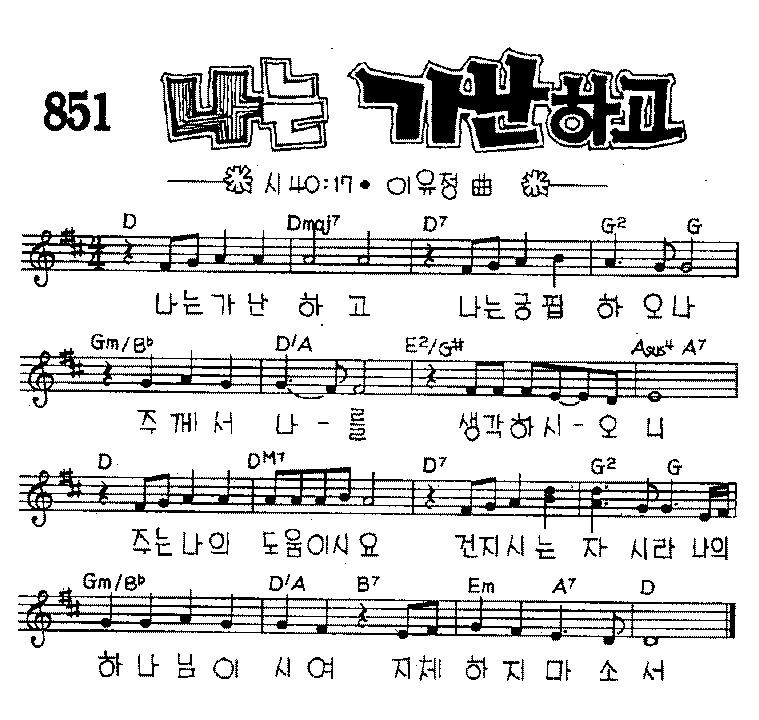 851 나는 가난하고
시 40:17 • 이유정 曲
D Dmaj7 D7 G2 G
나는가난 하 고 나는궁핍 하 오나
Gm/B♭ D/A E2/G# Asus4 A7
주께서 나 - 를 생각하시 - 오 니
D DM7 D7 G2 G
주는나의 도움이시요 건지시는 자 시라 나의
Gm/B♭ D/A B7 Em A7 D
하나님이 시여 지체하지마소서